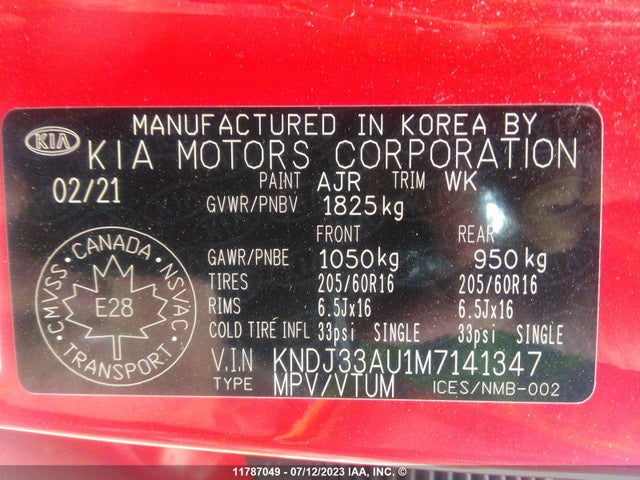 MANUFACTURED IN KOREA BY
KIA KIA MOTORS CORPORATION
02/21 PAINT AJR TRIM WK
GVWR/PNBV 1825kg
FRONT REAR
GAWR/PNBE 1050kg 950kg
TIRES 205/60R16 205/60R16
RIMS 6.5Jx16 6.5Jx16
COLD TIRE INFL 33psi SINGLE 33psi SINGLE
V.I.N KNDJ33AU1M7141347
TYPE MPV/VTUM ICES/NMB-002
CANADA
CMVSS NSVAC
E28
TRANSPORT
11787049 - 07/12/2023 IAA, INC. ©